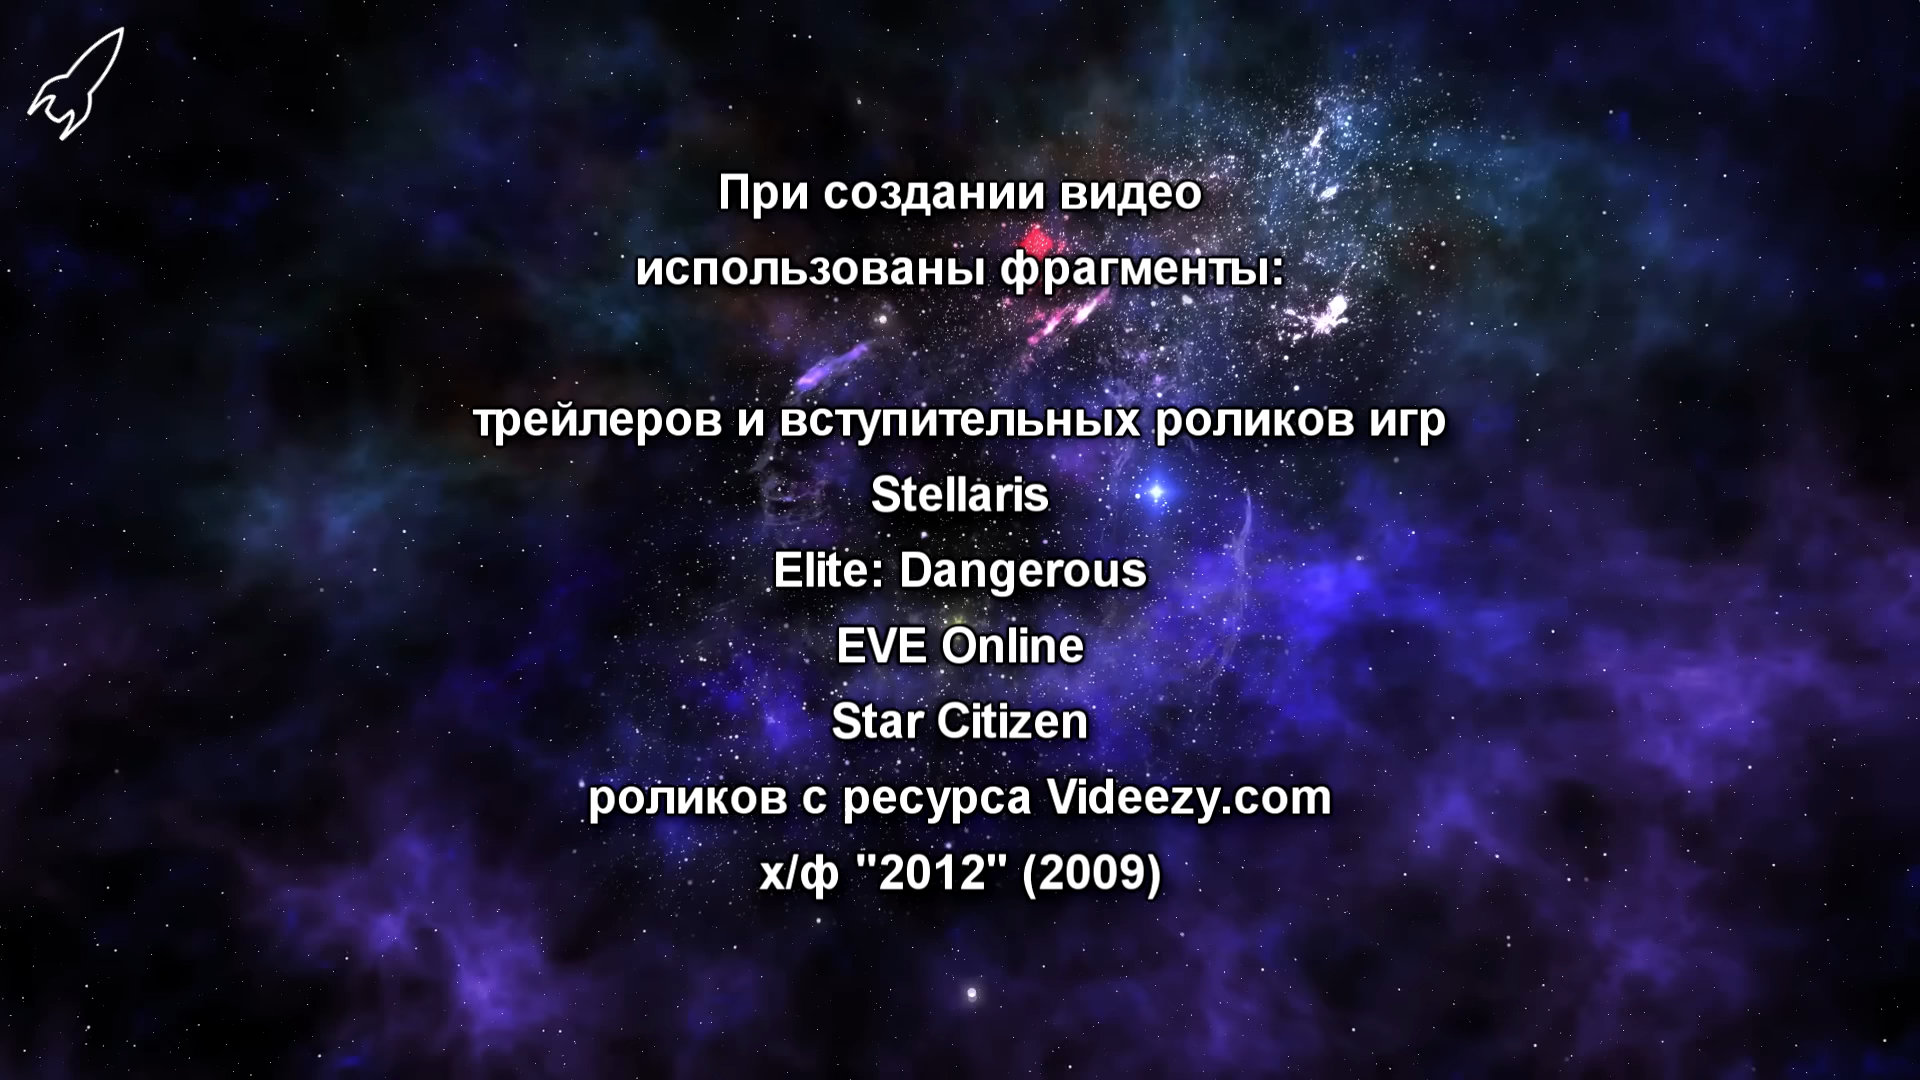 При создании видео
использованы фрагменты:
трейлеров и вступительных роликов игр
Stellaris
Elite: Dangerous
EVE Online
Star Citizen
роликов с ресурса Videezy.com
х/ф "2012" (2009)